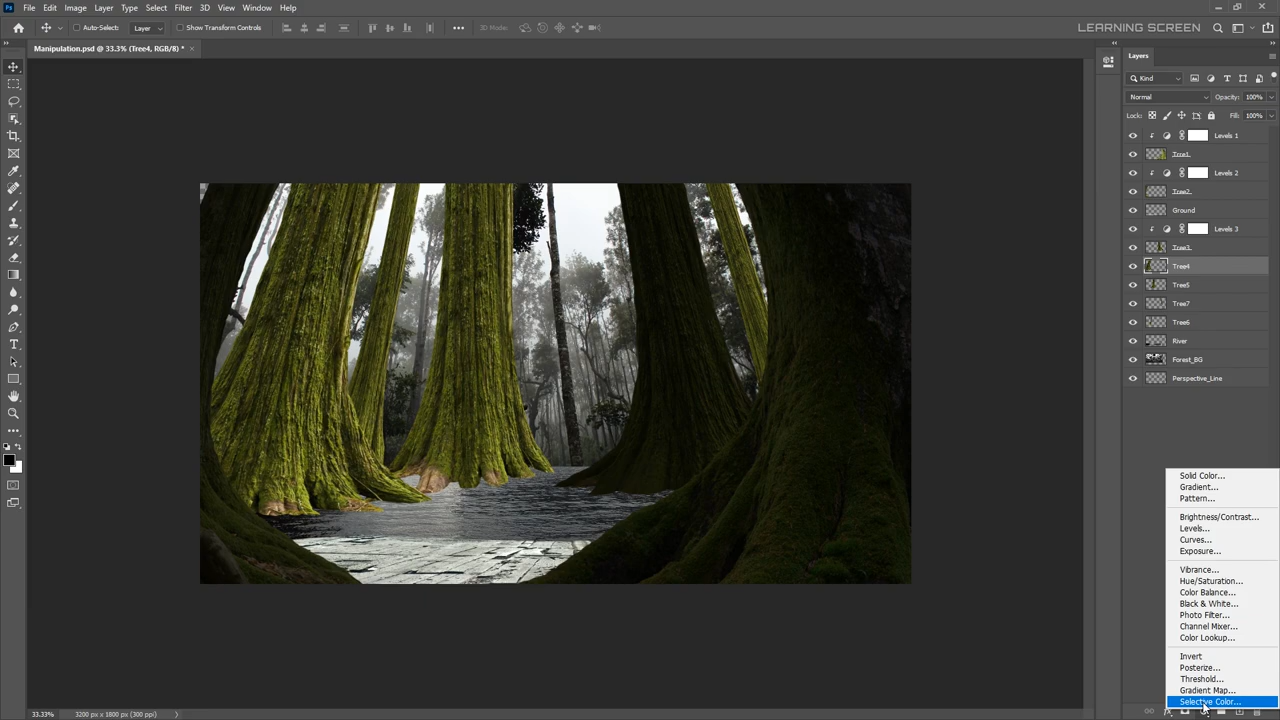 Ps File Edit Image Layer Type Select Filter 3D View Window Help
Auto-Select: Layer Show Transform Controls 3D Mode: LEARNING SCREEN
Manipulation.psd @ 33.3% (Tree4, RGB/8) *
Layers
Kind
Normal Opacity: 100%
Lock: Fill: 100%
Levels 1
Tree1
Levels 2
Tree2
Ground
Levels 3
Tree3
Tree4
Tree5
Tree7
Tree6
River
Forest_BG
Perspective_Line
Solid Color...
Gradient...
Pattern...
Brightness/Contrast...
Levels...
Curves...
Exposure...
Vibrance...
Hue/Saturation...
Color Balance...
Black & White...
Photo Filter...
Channel Mixer...
Color Lookup...
Invert
Posterize...
Threshold...
Gradient Map...
Selective Color...
33.33% 3200 px x 1800 px (300 ppi)